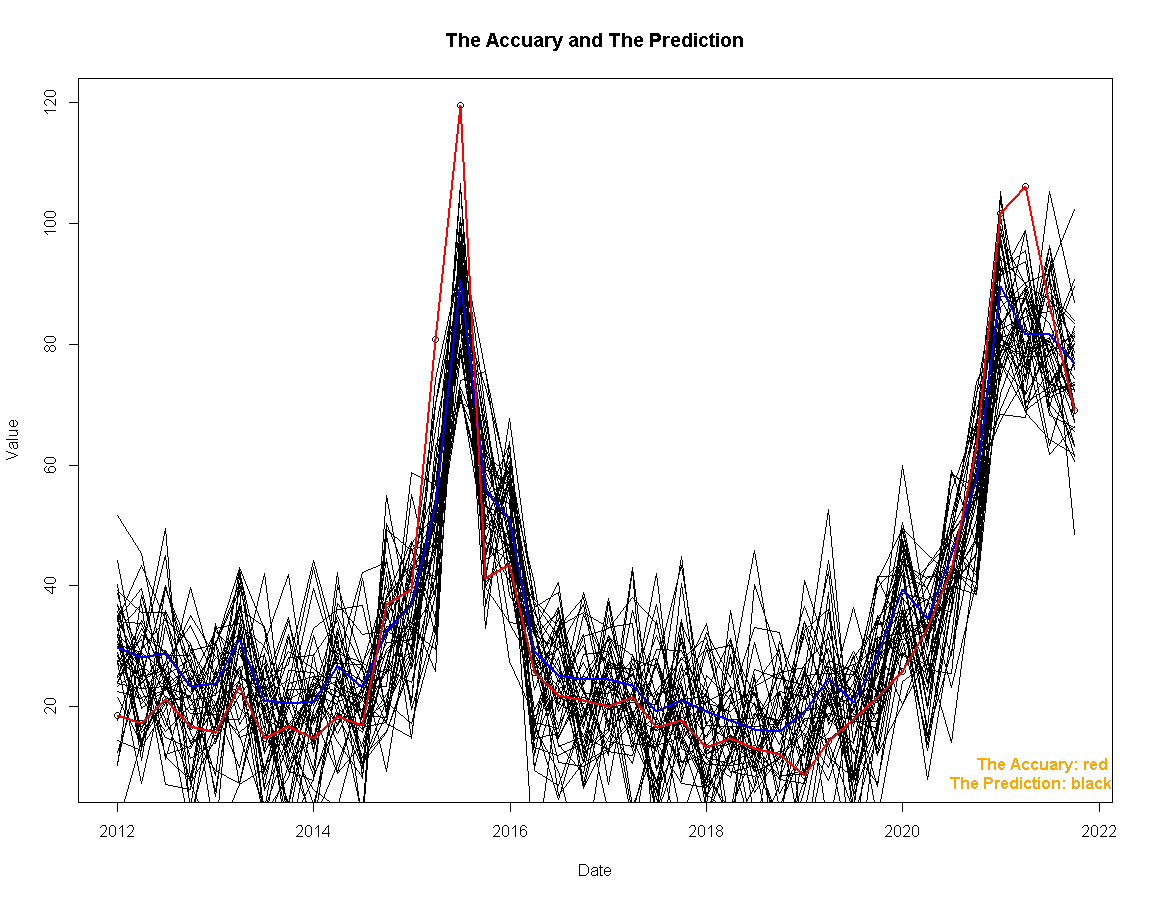 The Accuary and The Prediction
120
100
80
60
40
20
Value
The Accuary: red
The Prediction: black
2012 2014 2016 2018 2020 2022
Date